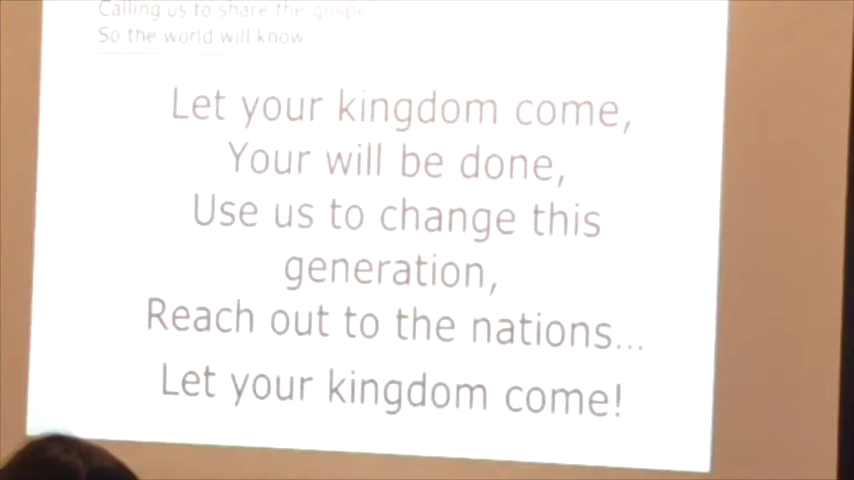 Calling us to share the gospel
So the world will know
Let your kingdom come,
Your will be done,
Use us to change this
generation,
Reach out to the nations...
Let your kingdom come!